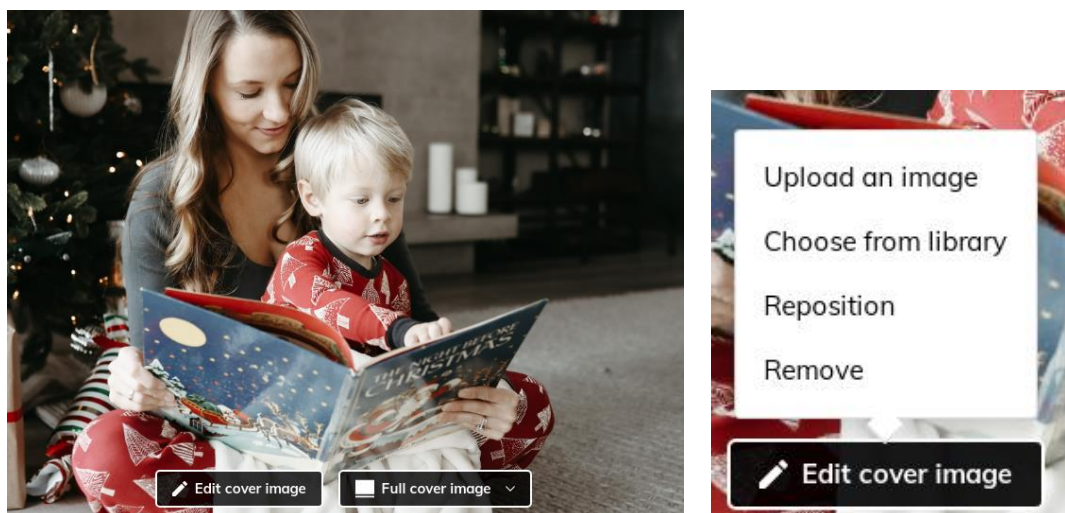 THE NIGHT BEFORE
CHRISTMAS
Edit cover image
Full cover image
Upload an image
Choose from library
Reposition
Remove
Edit cover image